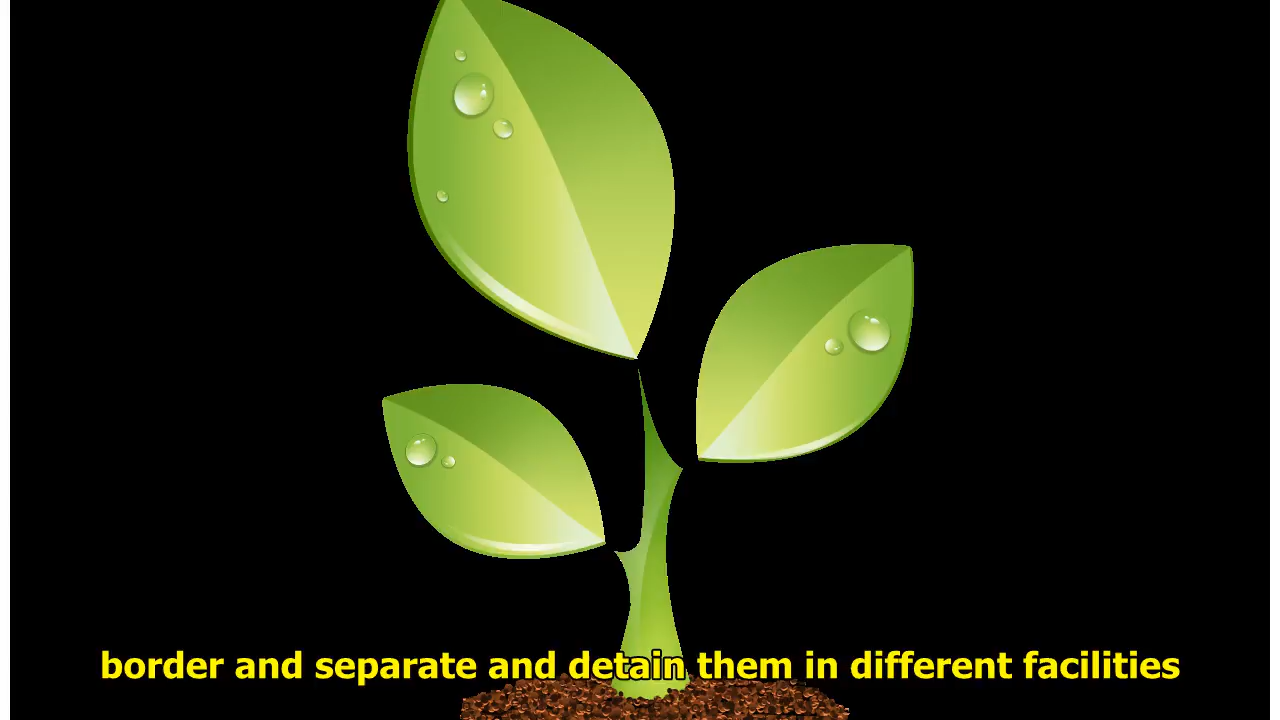 border and separate and detain them in different facilities